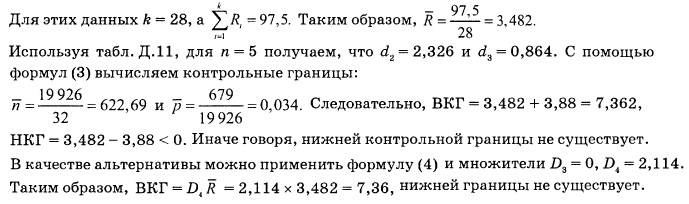 Для этих данных k = 28, а $\sum_{i=1}^{k} R_i = 97,5$. Таким образом, $\overline{R} = \frac{97,5}{28} = 3,482$.
Используя табл. Д.11, для n = 5 получаем, что $d_2 = 2,326$ и $d_3 = 0,864$. С помощью
формул (3) вычисляем контрольные границы:
$\overline{n} = \frac{19\,926}{32} = 622,69$ и $\overline{p} = \frac{679}{19\,926} = 0,034$. Следовательно, ВКГ = 3,482 + 3,88 = 7,362,
НКГ = 3,482 – 3,88 < 0. Иначе говоря, нижней контрольной границы не существует.
В качестве альтернативы можно применить формулу (4) и множители $D_3 = 0$, $D_4 = 2,114$.
Таким образом, ВКГ = $D_4 \overline{R}$ = 2,114 × 3,482 = 7,36, нижней границы не существует.